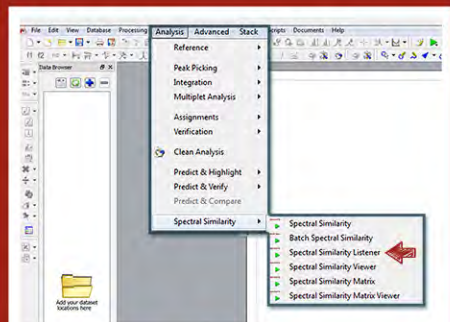 File Edit View Database Processing Analysis Advanced Stack Scripts Documents Help
Data Browser
Reference
Peak Picking
Integration
Multiplet Analysis
Assignments
Verification
Clean Analysis
Predict & Highlight
Predict & Verify
Predict & Compare
Spectral Similarity
Spectral Similarity
Batch Spectral Similarity
Spectral Similarity Listener
Spectral Similarity Viewer
Spectral Similarity Matrix
Spectral Similarity Matrix Viewer
Add your dataset
locations here